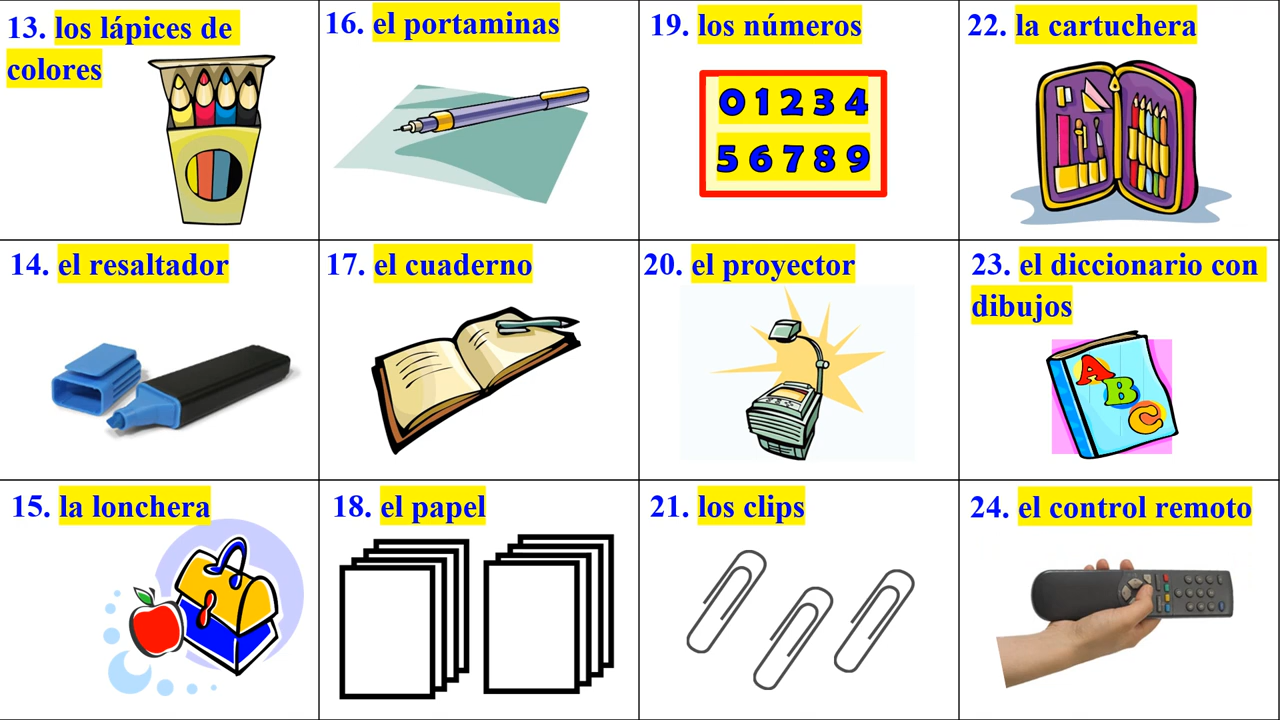 13. los lápices de
colores
16. el portaminas
19. los números
0 1 2 3 4
5 6 7 8 9
22. la cartuchera
14. el resaltador
17. el cuaderno
20. el proyector
23. el diccionario con
dibujos
A
B
C
15. la lonchera
18. el papel
21. los clips
24. el control remoto